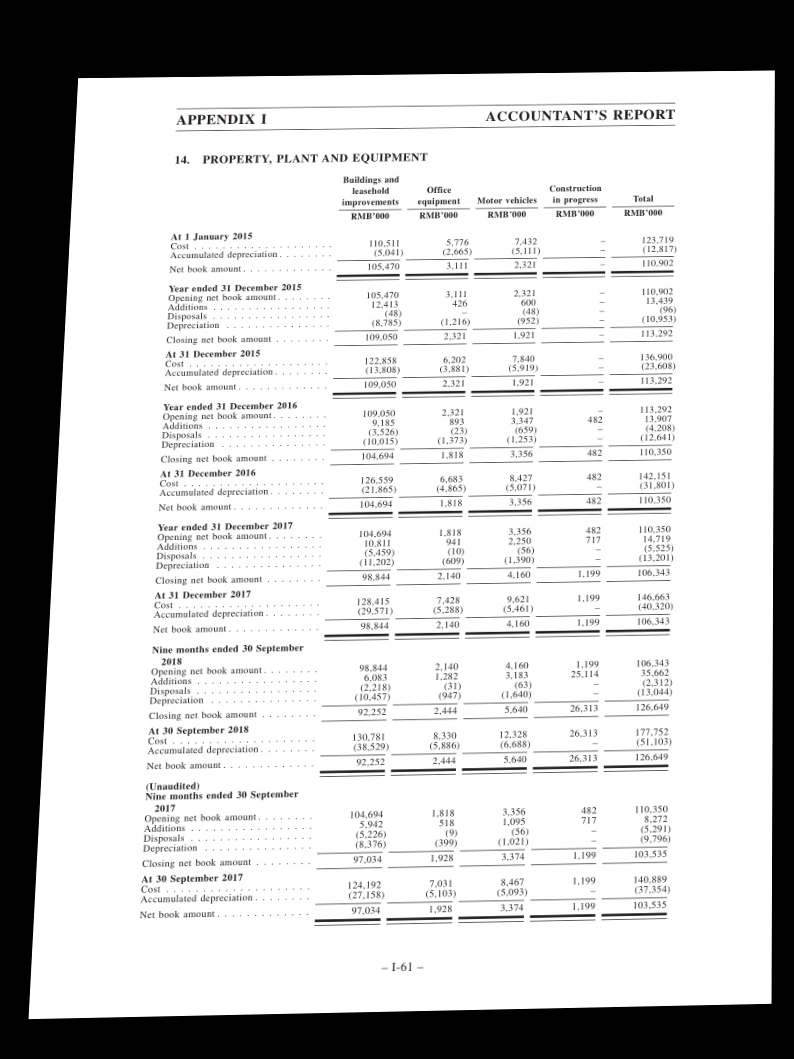 APPENDIX I ACCOUNTANT'S REPORT
14. PROPERTY, PLANT AND EQUIPMENT
Buildings and
leasehold Office Construction
improvements equipment Motor vehicles in progress Total
RMB'000 RMB'000 RMB'000 RMB'000 RMB'000
At 1 January 2015
Cost . . . . . . . . . . . . . . . . . . . 110,511 5,776 7,432 – 123,719
Accumulated depreciation . . . . . . . (5,041) (2,665) (5,111) – (12,817)
Net book amount . . . . . . . . . . . . . 105,470 3,111 2,321 – 110,902
Year ended 31 December 2015
Opening net book amount . . . . . . . . 105,470 3,111 2,321 – 110,902
Additions . . . . . . . . . . . . . . . . . 12,413 426 600 – 13,439
Disposals . . . . . . . . . . . . . . . . . (48) – (48) – (96)
Depreciation . . . . . . . . . . . . . . . (8,785) (1,216) (952) – (10,953)
Closing net book amount . . . . . . . . 109,050 2,321 1,921 – 113,292
At 31 December 2015
Cost . . . . . . . . . . . . . . . . . . . 122,858 6,202 7,840 – 136,900
Accumulated depreciation . . . . . . . (13,808) (3,881) (5,919) – (23,608)
Net book amount . . . . . . . . . . . . . 109,050 2,321 1,921 – 113,292
Year ended 31 December 2016
Opening net book amount . . . . . . . . 109,050 2,321 1,921 – 113,292
Additions . . . . . . . . . . . . . . . . . 9,185 893 3,347 482 13,907
Disposals . . . . . . . . . . . . . . . . . (3,526) (23) (659) – (4,208)
Depreciation . . . . . . . . . . . . . . . (10,015) (1,373) (1,253) – (12,641)
Closing net book amount . . . . . . . . 104,694 1,818 3,356 482 110,350
At 31 December 2016
Cost . . . . . . . . . . . . . . . . . . . 126,559 6,683 8,427 482 142,151
Accumulated depreciation . . . . . . . (21,865) (4,865) (5,071) – (31,801)
Net book amount . . . . . . . . . . . . . 104,694 1,818 3,356 482 110,350
Year ended 31 December 2017
Opening net book amount . . . . . . . . 104,694 1,818 3,356 482 110,350
Additions . . . . . . . . . . . . . . . . . 10,811 941 2,250 717 14,719
Disposals . . . . . . . . . . . . . . . . . (5,459) (10) (56) – (5,525)
Depreciation . . . . . . . . . . . . . . . (11,202) (609) (1,390) – (13,201)
Closing net book amount . . . . . . . . 98,844 2,140 4,160 1,199 106,343
At 31 December 2017
Cost . . . . . . . . . . . . . . . . . . . 128,415 7,428 9,621 1,199 146,663
Accumulated depreciation . . . . . . . (29,571) (5,288) (5,461) – (40,320)
Net book amount . . . . . . . . . . . . . 98,844 2,140 4,160 1,199 106,343
Nine months ended 30 September
2018
Opening net book amount . . . . . . . . 98,844 2,140 4,160 1,199 106,343
Additions . . . . . . . . . . . . . . . . . 6,083 1,282 3,183 25,114 35,662
Disposals . . . . . . . . . . . . . . . . . (2,218) (31) (63) – (2,312)
Depreciation . . . . . . . . . . . . . . . (10,457) (947) (1,640) – (13,044)
Closing net book amount . . . . . . . . 92,252 2,444 5,640 26,313 126,649
At 30 September 2018
Cost . . . . . . . . . . . . . . . . . . . 130,781 8,330 12,328 26,313 177,752
Accumulated depreciation . . . . . . . (38,529) (5,886) (6,688) – (51,103)
Net book amount . . . . . . . . . . . . . 92,252 2,444 5,640 26,313 126,649
(Unaudited)
Nine months ended 30 September
2017
Opening net book amount . . . . . . . . 104,694 1,818 3,356 482 110,350
Additions . . . . . . . . . . . . . . . . . 5,942 518 1,095 717 8,272
Disposals . . . . . . . . . . . . . . . . . (5,226) (9) (56) – (5,291)
Depreciation . . . . . . . . . . . . . . . (8,376) (399) (1,021) – (9,796)
Closing net book amount . . . . . . . . 97,034 1,928 3,374 1,199 103,535
At 30 September 2017
Cost . . . . . . . . . . . . . . . . . . . 124,192 7,031 8,467 1,199 140,889
Accumulated depreciation . . . . . . . (27,158) (5,103) (5,093) – (37,354)
Net book amount . . . . . . . . . . . . . 97,034 1,928 3,374 1,199 103,535
– I-61 –